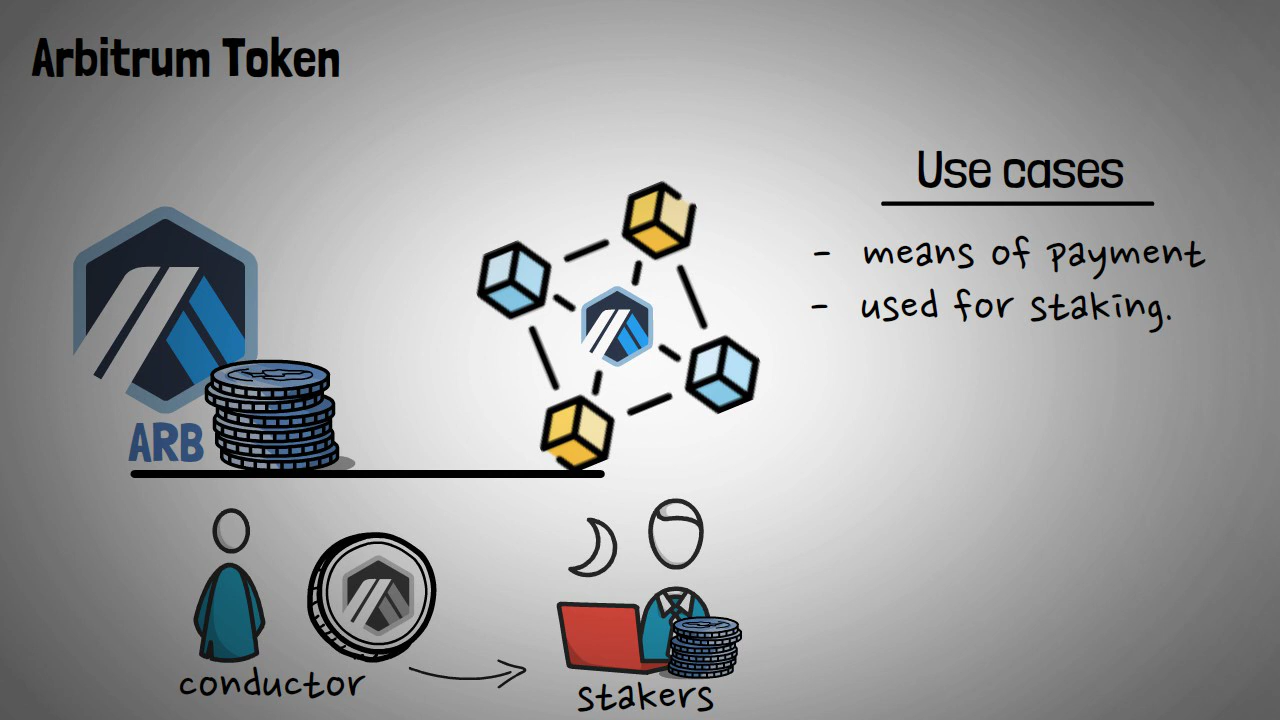 Arbitrum Token
Use cases
- means of payment
- used for staking.
ARB
conductor
stakers